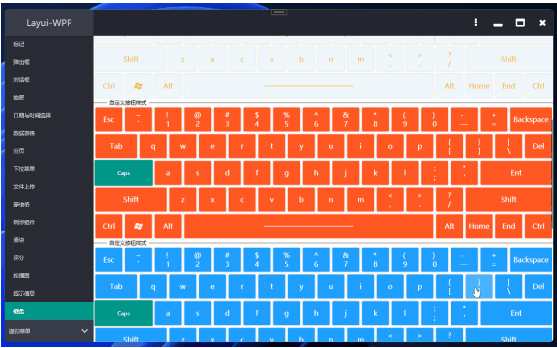 Layui-WPF
标记
弹出框
对话框
抽屉
日期与时间选择
数据表格
分页
下拉菜单
文件上传
穿梭框
滑块
评分
轮播图
提示信息
键盘
递归菜单
Shift z x c v b n m < , > . ? / Shift
Ctrl Alt Alt Home End Ctrl
自定义按钮样式
Esc ~ ! 1 @ 2 # 3 $ 4 % 5 ^ 6 & 7 * 8 ( 9 ) 0 - + = Backspace
Tab q w e r t y u i o p { [ } ] | \ Del
Caps a s d f g h j k l : ; " ' Ent
Shift z x c v b n m < , > . ? / Shift
Ctrl Alt Alt Home End Ctrl
自定义按钮样式
Esc ~ ! 1 @ 2 # 3 $ 4 % 5 ^ 6 & 7 * 8 ( 9 ) 0 - + = Backspace
Tab q w e r t y u i o p { [ } | \ Del
Caps a s d f g h j k l : ; " ' Ent
Shift z x c v b n m < > ? Shift